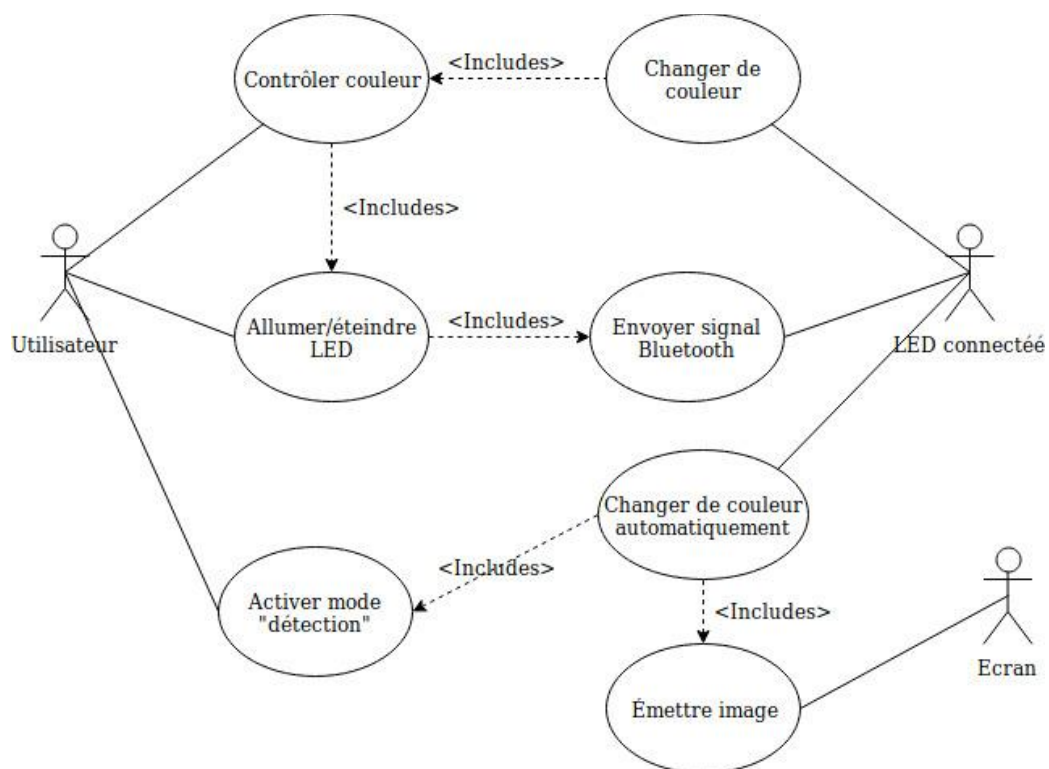 Contrôler couleur
<Includes>
Changer de
couleur
<Includes>
Utilisateur
Allumer/éteindre
LED
<Includes>
Envoyer signal
Bluetooth
LED connectéé
Changer de couleur
automatiquement
<Includes>
Activer mode
"détection"
<Includes>
Ecran
Émettre image